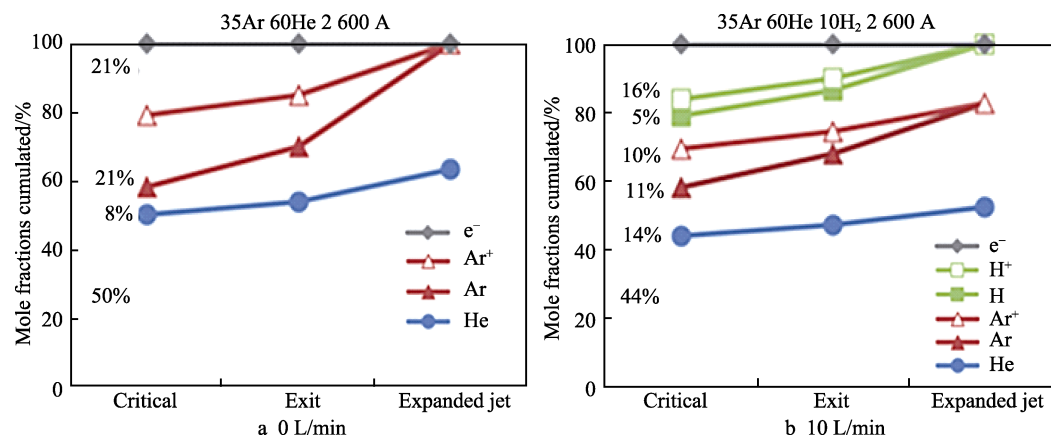 35Ar 60He 2 600 A
Mole fractions cumulated/%
100
80
60
40
20
0
21%
21%
8%
50%
e⁻
Ar⁺
Ar
He
Critical
Exit
Expanded jet
a 0 L/min
35Ar 60He 10H₂ 2 600 A
Mole fractions cumulated/%
100
80
60
40
20
0
16%
5%
10%
11%
14%
44%
e⁻
H⁺
H
Ar⁺
Ar
He
Critical
Exit
Expanded jet
b 10 L/min